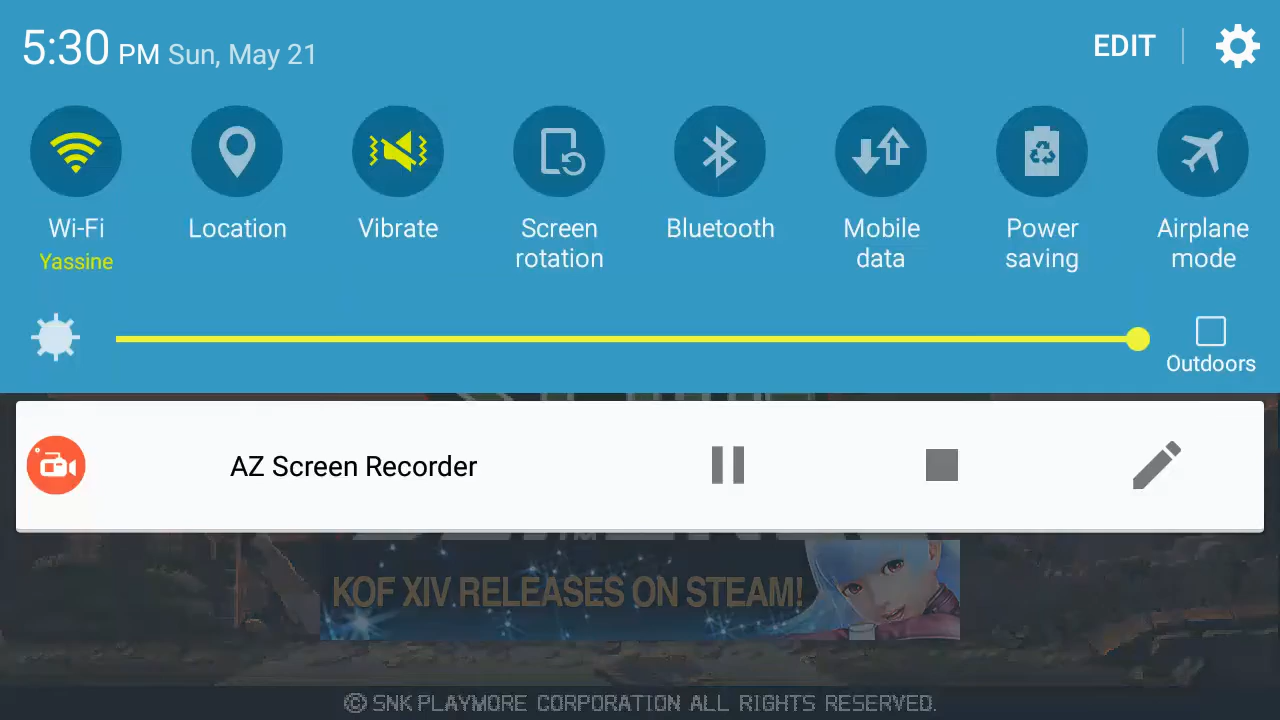 5:30 PM Sun, May 21
EDIT
Wi-Fi
Yassine
Location
Vibrate
Screen
rotation
Bluetooth
Mobile
data
Power
saving
Airplane
mode
Outdoors
AZ Screen Recorder
KOF XIV RELEASES ON STEAM!
© SNK PLAYMORE CORPORATION ALL RIGHTS RESERVED.